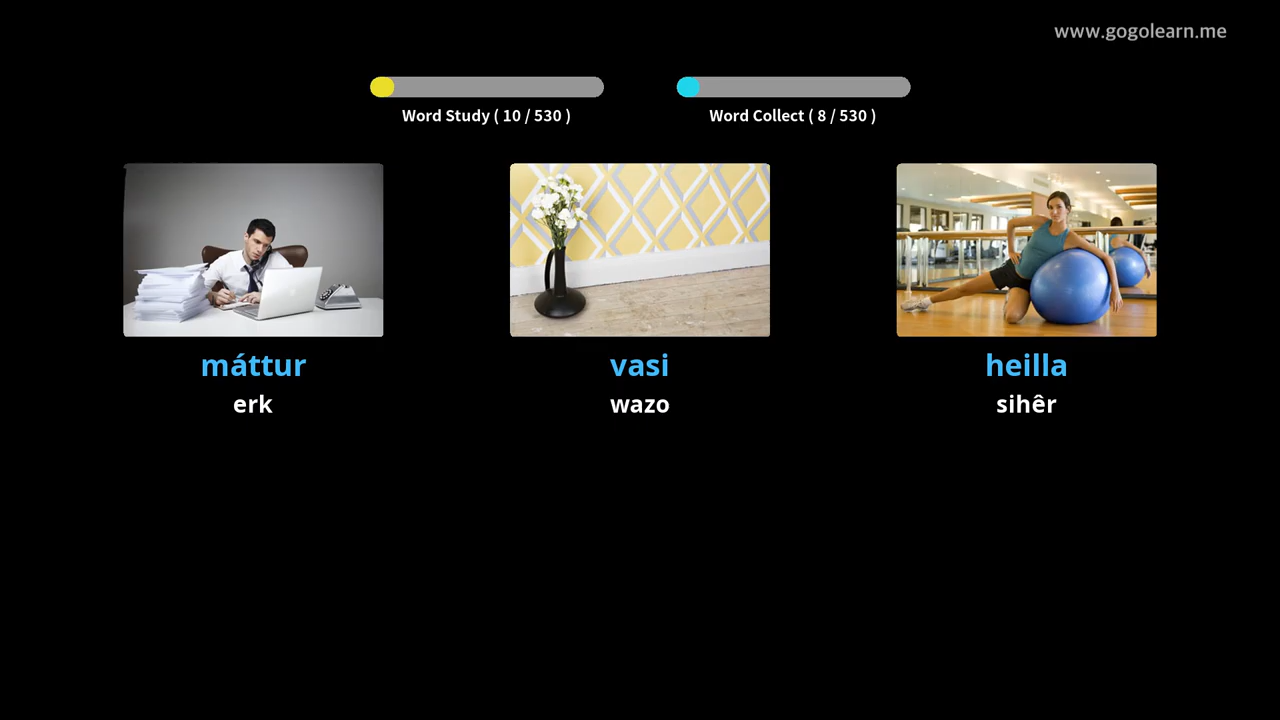 www.gogolearn.me
Word Study ( 10 / 530 )
Word Collect ( 8 / 530 )
máttur
erk
vasi
wazo
heilla
sihêr